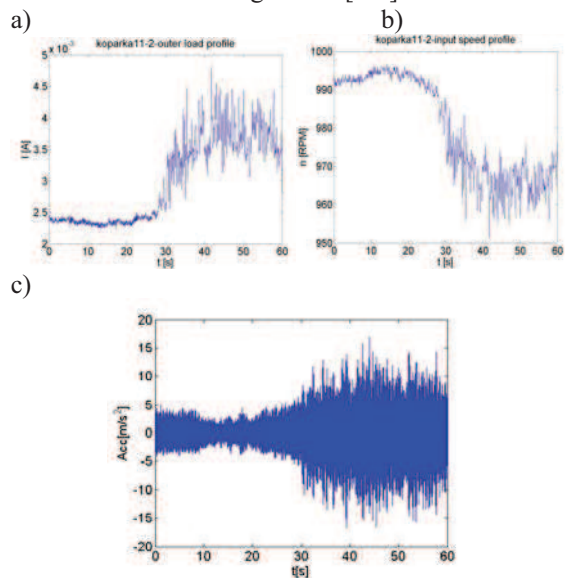 a) b)
koparka11-2-outer load profile
x 10⁻³
5
4.5
4
3.5
3
2.5
2
I [A]
0 10 20 30 40 50 60
t [s]
koparka11-2-input speed profile
1000
990
980
970
960
950
n [RPM]
0 10 20 30 40 50 60
t [s]
c)
20
15
10
5
0
-5
-10
-15
-20
Acc[m/s²]
0 10 20 30 40 50 60
t[s]